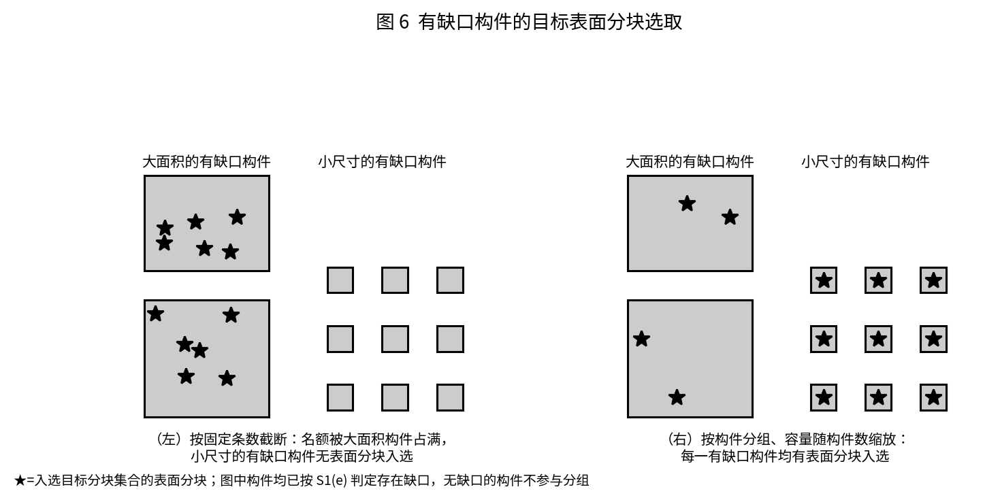 图 6 有缺口构件的目标表面分块选取
大面积的有缺口构件
小尺寸的有缺口构件
大面积的有缺口构件
小尺寸的有缺口构件
（左）按固定条数截断：名额被大面积构件占满，
小尺寸的有缺口构件无表面分块入选
（右）按构件分组、容量随构件数缩放：
每一有缺口构件均有表面分块入选
★=入选目标分块集合的表面分块；图中构件均已按 S1(e) 判定存在缺口，无缺口的构件不参与分组